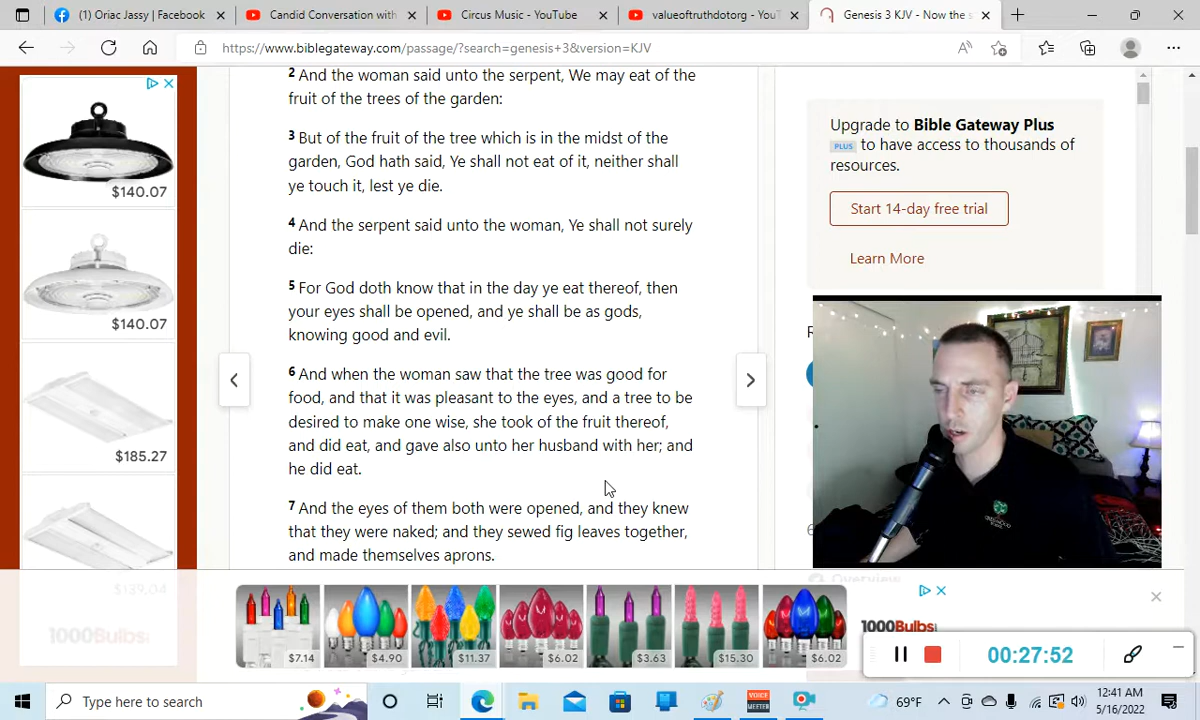 (1) Oriac Jassy | Facebook
Candid Conversation with
Circus Music - YouTube
valueoftruthdotorg - You
Genesis 3 KJV - Now the s
https://www.biblegateway.com/passage/?search=genesis+3&version=KJV
2 And the woman said unto the serpent, We may eat of the
fruit of the trees of the garden:
3 But of the fruit of the tree which is in the midst of the
garden, God hath said, Ye shall not eat of it, neither shall
ye touch it, lest ye die.
4 And the serpent said unto the woman, Ye shall not surely
die:
5 For God doth know that in the day ye eat thereof, then
your eyes shall be opened, and ye shall be as gods,
knowing good and evil.
6 And when the woman saw that the tree was good for
food, and that it was pleasant to the eyes, and a tree to be
desired to make one wise, she took of the fruit thereof,
and did eat, and gave also unto her husband with her; and
he did eat.
7 And the eyes of them both were opened, and they knew
that they were naked; and they sewed fig leaves together,
and made themselves aprons.
$140.07
$140.07
$185.27
$139.04
1000Bulbs
Upgrade to Bible Gateway Plus
PLUS to have access to thousands of
resources.
Start 14-day free trial
Learn More
Overview
$7.14
$4.90
$11.37
$6.02
$3.63
$15.30
$6.02
1000Bulbs
00:27:52
Type here to search
VOICE
MEETER
69°F
12:41 AM
5/16/2022